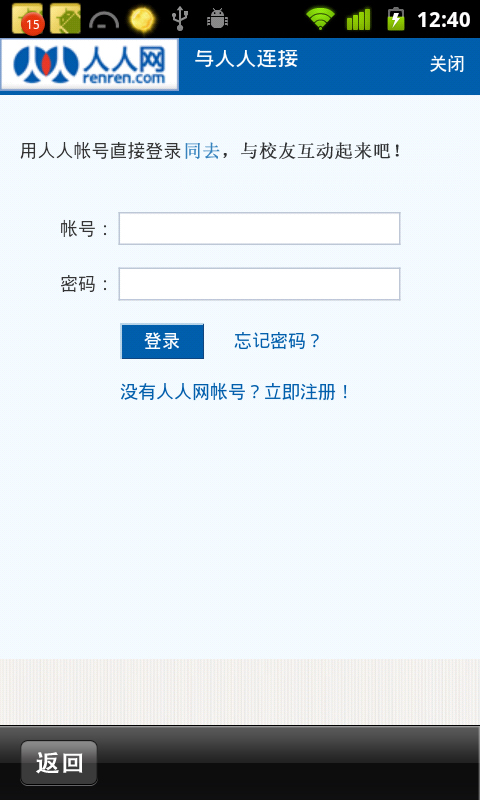 15
12:40
人人网
renren.com
与人人连接
关闭
用人人帐号直接登录同去，与校友互动起来吧！
帐号：
密码：
登录
忘记密码？
没有人人网帐号？立即注册！
返回